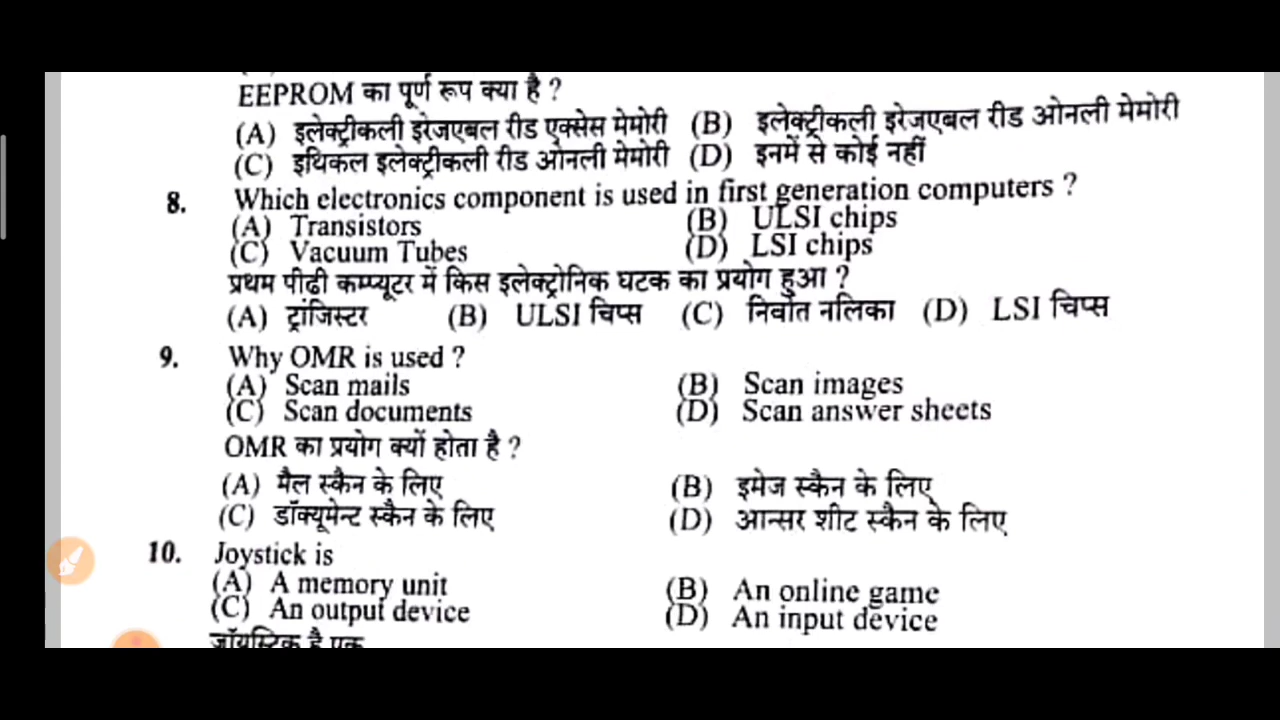 EEPROM का पूर्ण रूप क्या है ?
(A) इलेक्ट्रीकली इरेजएबल रीड एक्सेस मेमोरी (B) इलेक्ट्रीकली इरेजएबल रीड ओनली मेमोरी
(C) इथिकल इलेक्ट्रीकली रीड ओनली मेमोरी (D) इनमें से कोई नहीं
8. Which electronics component is used in first generation computers ?
(A) Transistors (B) ULSI chips
(C) Vacuum Tubes (D) LSI chips
प्रथम पीढ़ी कम्प्यूटर में किस इलेक्ट्रोनिक घटक का प्रयोग हुआ ?
(A) ट्रांजिस्टर (B) ULSI चिप्स (C) निर्वात नलिका (D) LSI चिप्स
9. Why OMR is used ?
(A) Scan mails (B) Scan images
(C) Scan documents (D) Scan answer sheets
OMR का प्रयोग क्यों होता है ?
(A) मैल स्कैन के लिए (B) इमेज स्कैन के लिए
(C) डॉक्यूमेन्ट स्कैन के लिए (D) आन्सर शीट स्कैन के लिए
10. Joystick is
(A) A memory unit (B) An online game
(C) An output device (D) An input device
जॉयस्टिक है एक